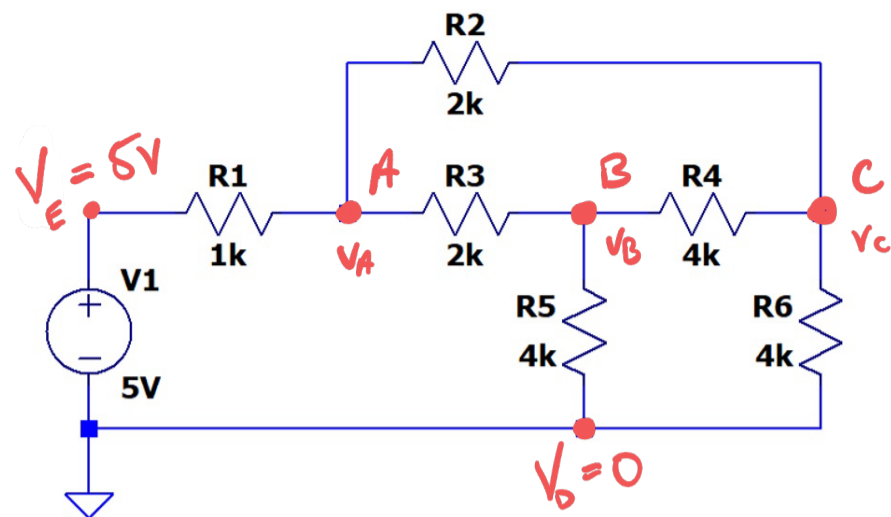 R2
2k
V_E = 5V
R1
A
R3
B
R4
C
1k
V_A
2k
V_B
4k
V_C
V1
+
−
5V
R5
4k
R6
4k
V_D = 0